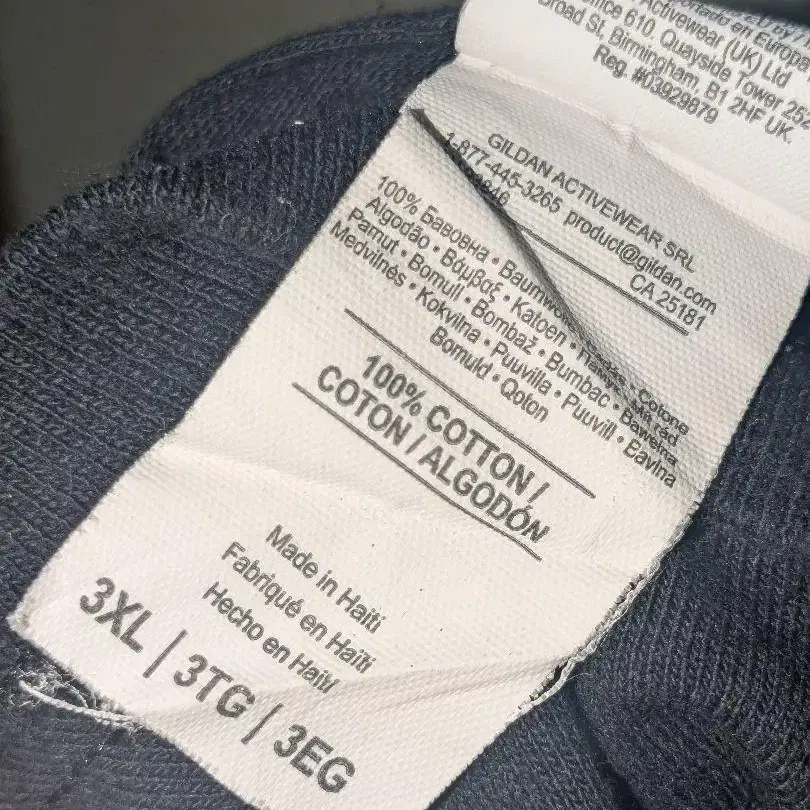 Activewear (UK) Ltd
Office 610. Quayside Tower 252
Broad St, Birmingham, B1 2HF UK.
Reg. #03929879
GILDAN ACTIVEWEAR SRL
1-877-445-3265 product@gildan.com
CA 25181
100% Бавовна • Baumwolle
Algodão • Βάμβαξ • Katoen • Cotone
Pamut • Bomull • Bombaž • Bumbac • Bawełna
Medvilnės • Kokvilna • Puuvilla • Puuvill • Bavlna
Bomuld • Qoton
100% COTTON /
COTON / ALGODÓN
Made in Haiti
Fabriqué en Haïti
Hecho en Haití
3XL | 3TG | 3EG